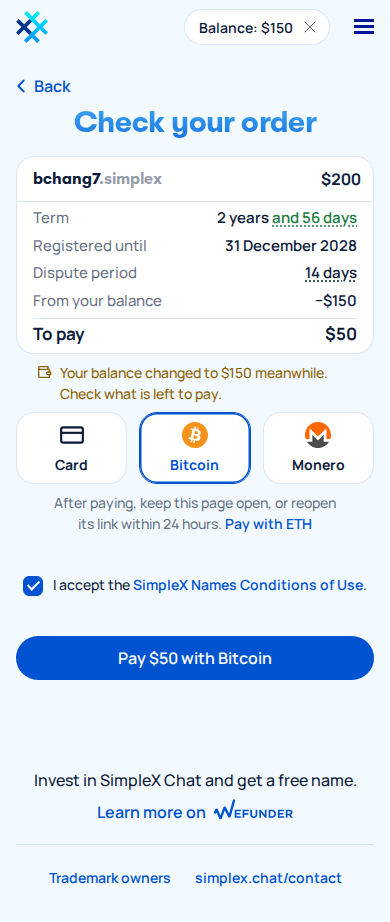 Balance: $150
Back
Check your order
bchang7.simplex $200
Term 2 years and 56 days
Registered until 31 December 2028
Dispute period 14 days
From your balance −$150
To pay $50
Your balance changed to $150 meanwhile.
Check what is left to pay.
Card Bitcoin Monero
After paying, keep this page open, or reopen
its link within 24 hours. Pay with ETH
I accept the SimpleX Names Conditions of Use.
Pay $50 with Bitcoin
Invest in SimpleX Chat and get a free name.
Learn more on WEFUNDER
Trademark owners simplex.chat/contact